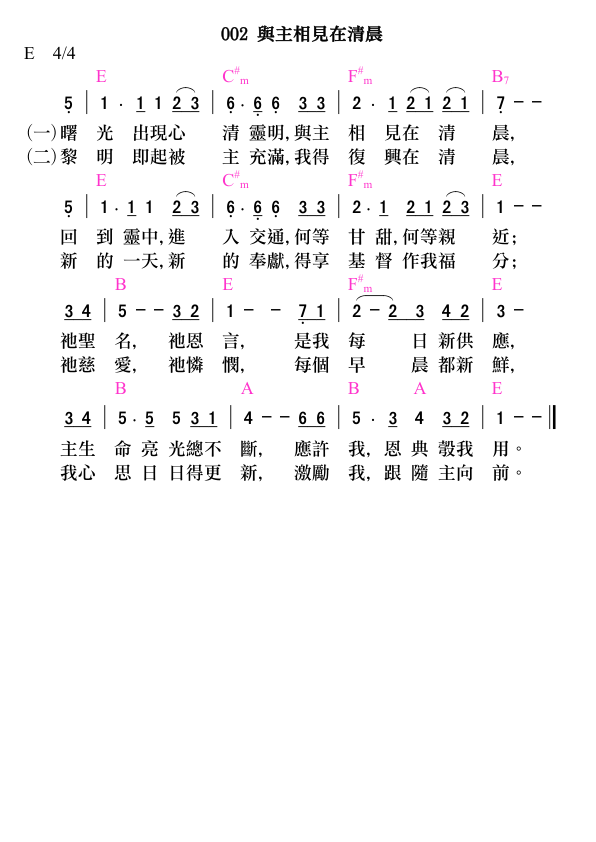 002 與主相見在清晨
E 4/4
E C#m F#m B7
5 | 1 · 1 1 2 3 | 6 · 6 6 3 3 | 2 · 1 2 1 2 1 | 7 - -
(一) 曙 光 出現心 清 靈明, 與主 相 見在 清 晨,
(二) 黎 明 即起被 主 充滿, 我得 復 興在 清 晨,
E C#m F#m E
5 | 1 · 1 1 2 3 | 6 · 6 6 3 3 | 2 · 1 2 1 2 3 | 1 - -
回 到 靈中, 進 入 交通, 何等 甘 甜, 何等親 近;
新 的 一天, 新 的 奉獻, 得享 基 督 作我福 分;
B E F#m E
3 4 | 5 - - 3 2 | 1 - - 7 1 | 2 - 2 3 4 2 | 3 -
祂聖 名, 祂恩 言, 是我 每 日 新供 應,
祂慈 愛, 祂憐 憫, 每個 早 晨 都新 鮮,
B A B A E
3 4 | 5 · 5 5 3 1 | 4 - - 6 6 | 5 · 3 4 3 2 | 1 - -
主生 命 亮 光總不 斷, 應許 我, 恩 典 彀我 用。
我心 思 日 日得更 新, 激勵 我, 跟 隨 主向 前。